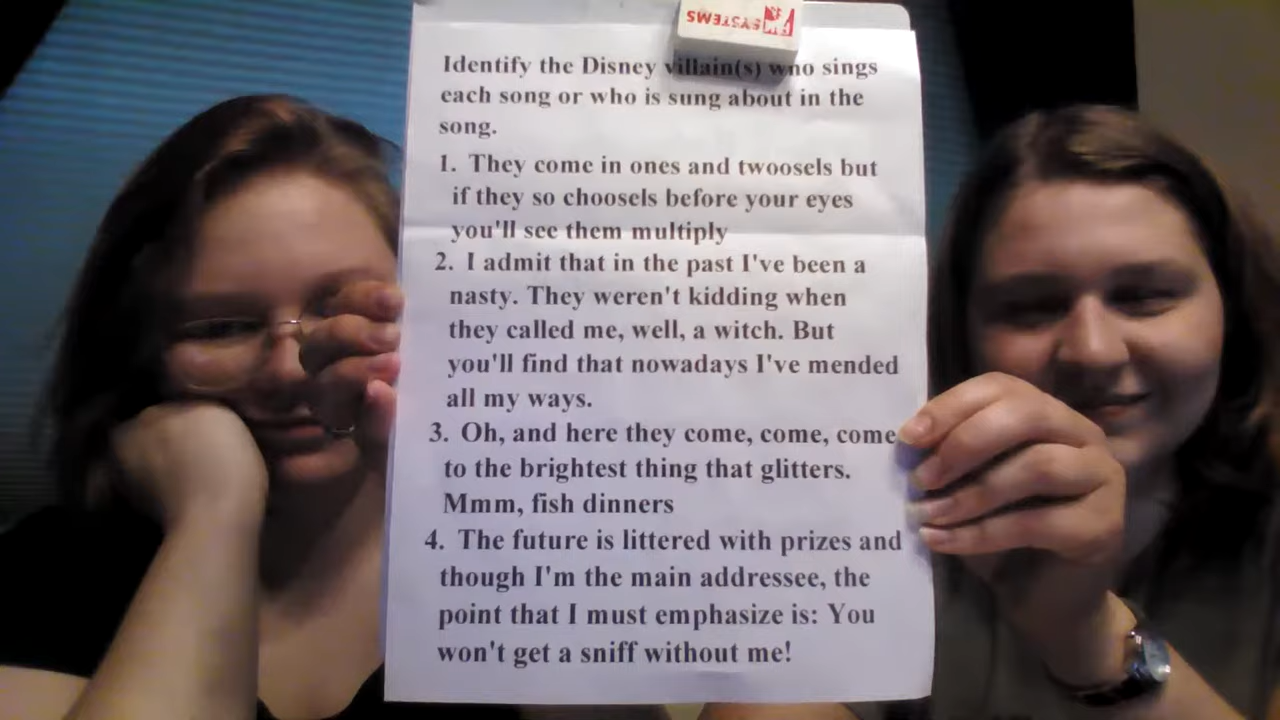 SYSTEMS
Identify the Disney villain(s) who sings
each song or who is sung about in the
song.
1. They come in ones and twoosels but
if they so choosels before your eyes
you'll see them multiply
2. I admit that in the past I've been a
nasty. They weren't kidding when
they called me, well, a witch. But
you'll find that nowadays I've mended
all my ways.
3. Oh, and here they come, come, come
to the brightest thing that glitters.
Mmm, fish dinners
4. The future is littered with prizes and
though I'm the main addressee, the
point that I must emphasize is: You
won't get a sniff without me!